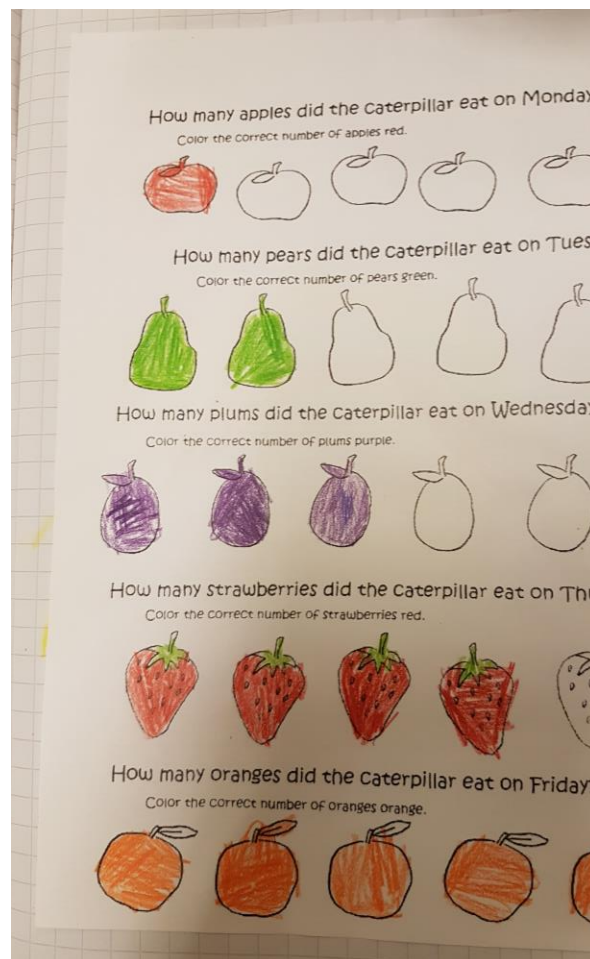 How many apples did the caterpillar eat on Monday
Color the correct number of apples red.
How many pears did the caterpillar eat on Tues
Color the correct number of pears green.
How many plums did the caterpillar eat on Wednesday
Color the correct number of plums purple.
How many strawberries did the caterpillar eat on Th
Color the correct number of strawberries red.
How many oranges did the caterpillar eat on Friday
Color the correct number of oranges orange.